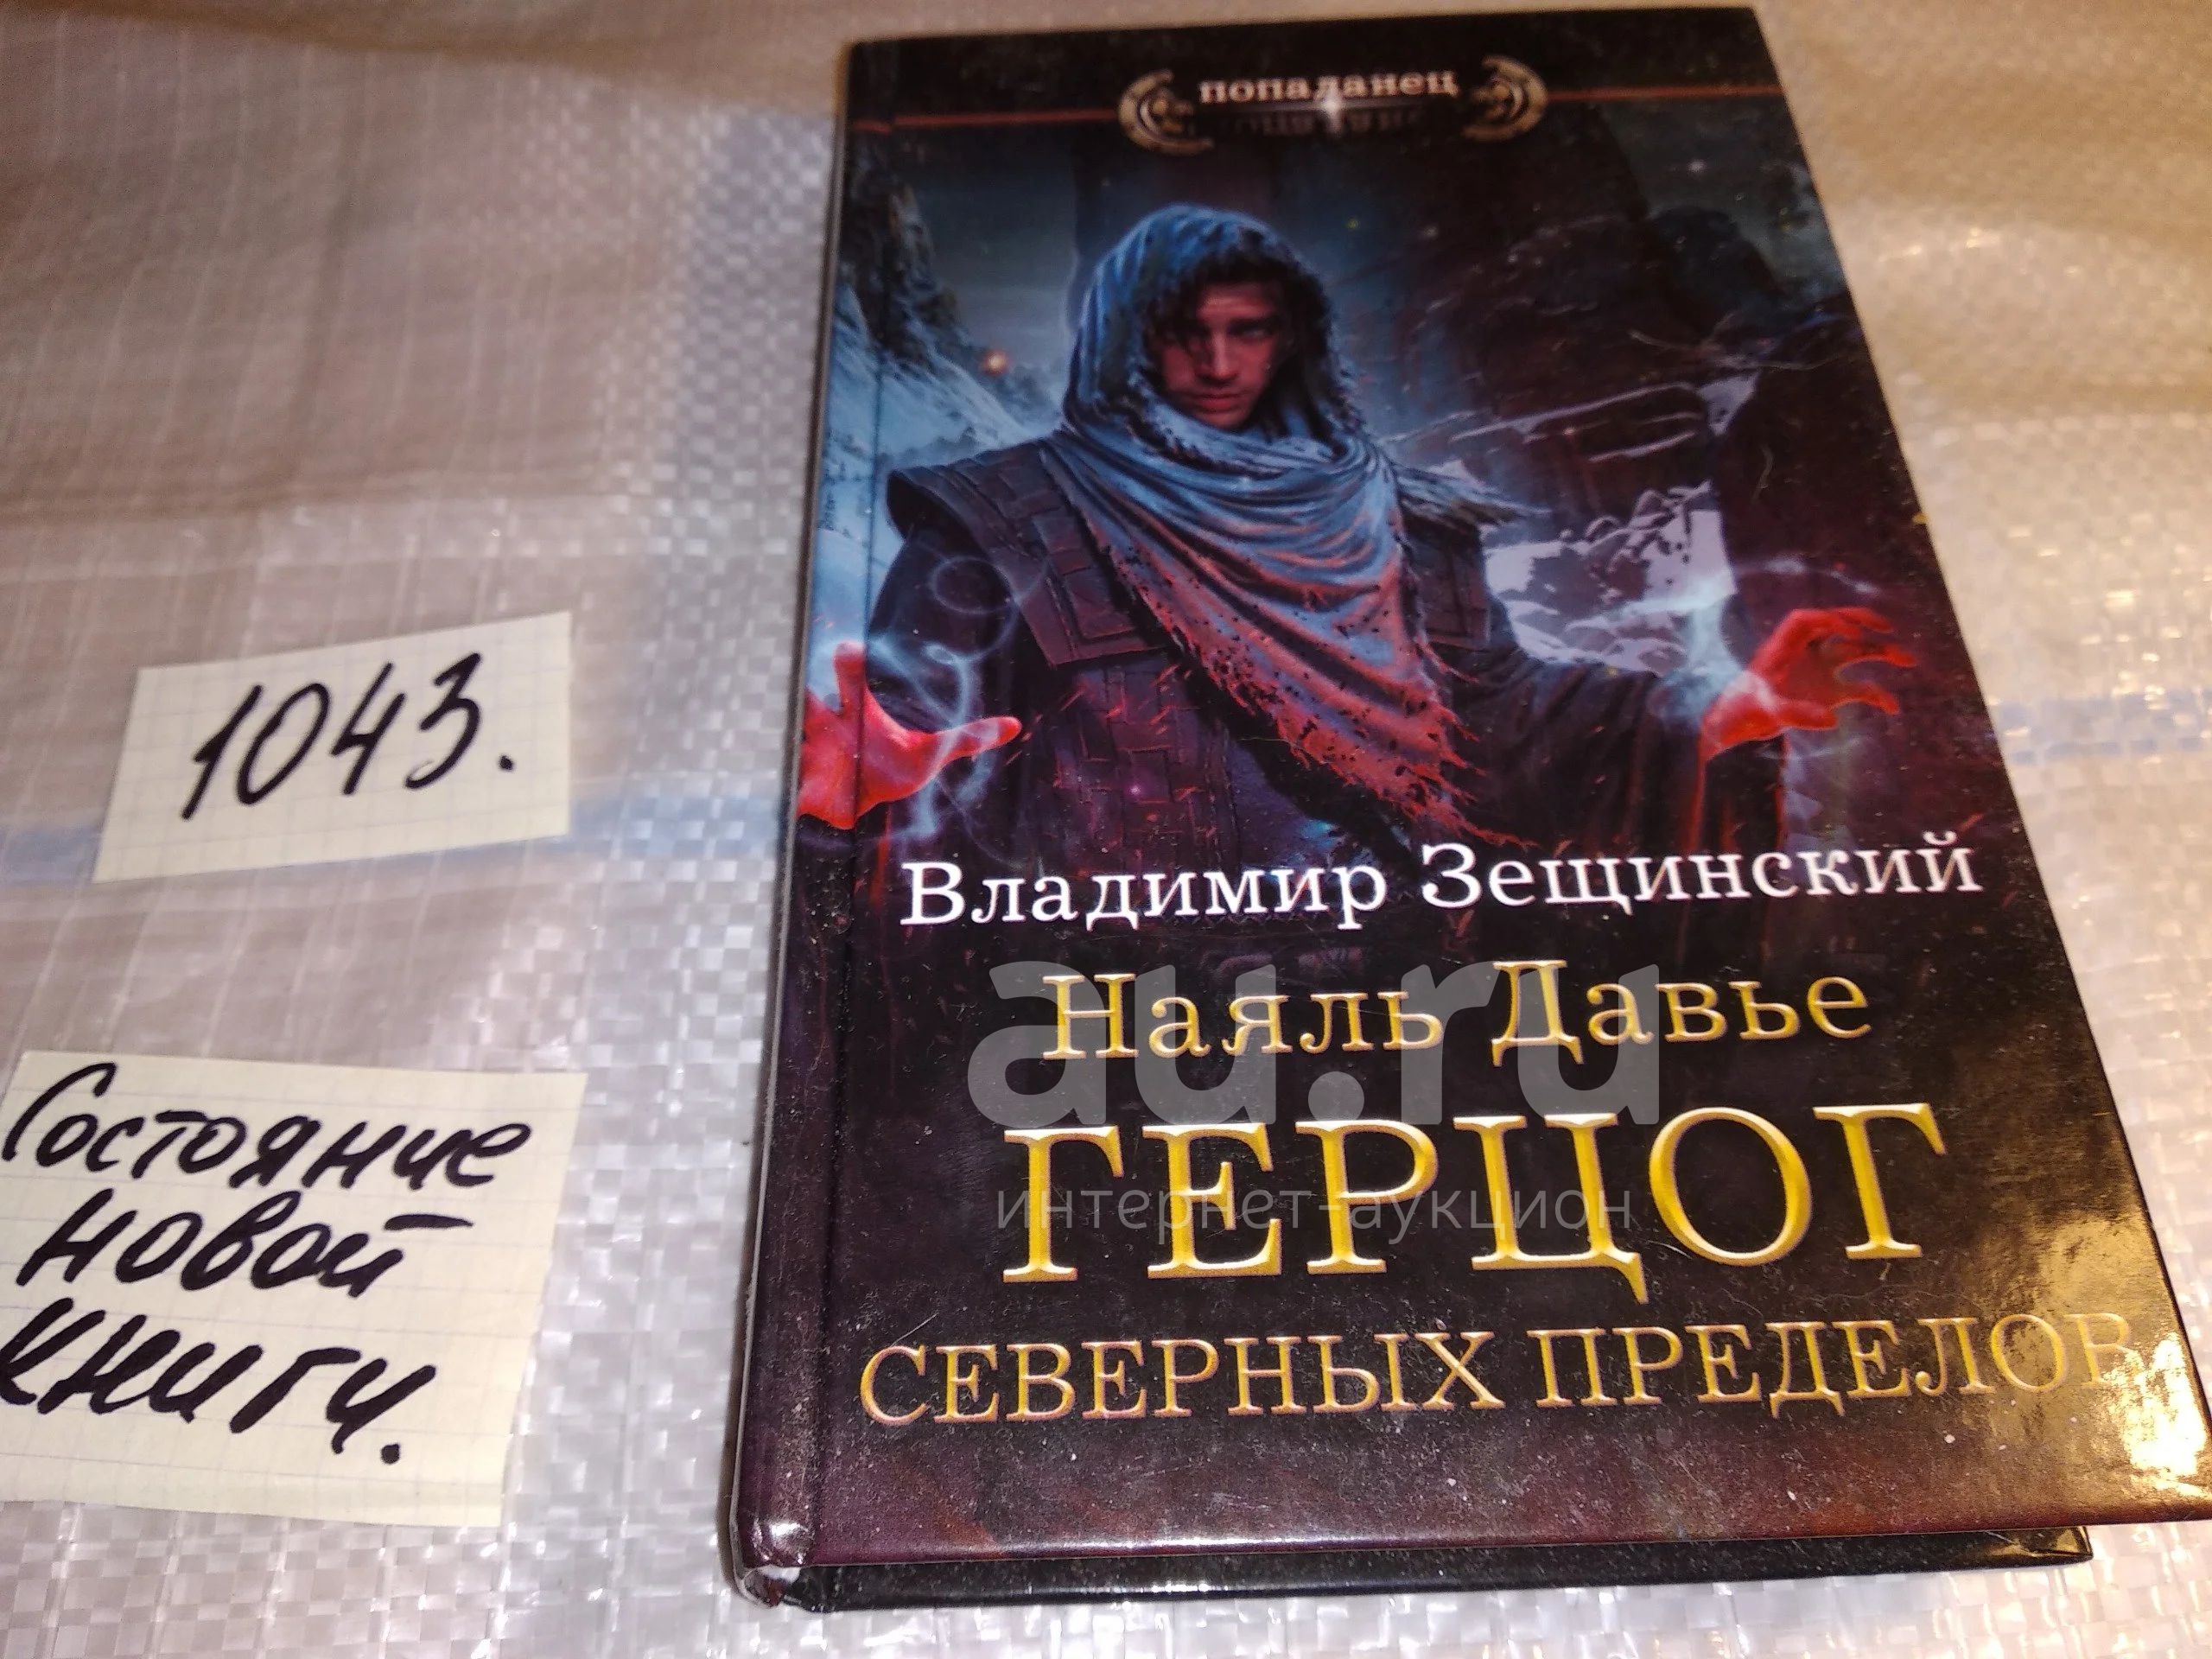 попаданец
Владимир Зещинский
Наяль Давье
ГЕРЦОГ
СЕВЕРНЫХ ПРЕДЕЛОВ
1043.
Состояние
новой
книги.
au.ru
интернет-аукцион